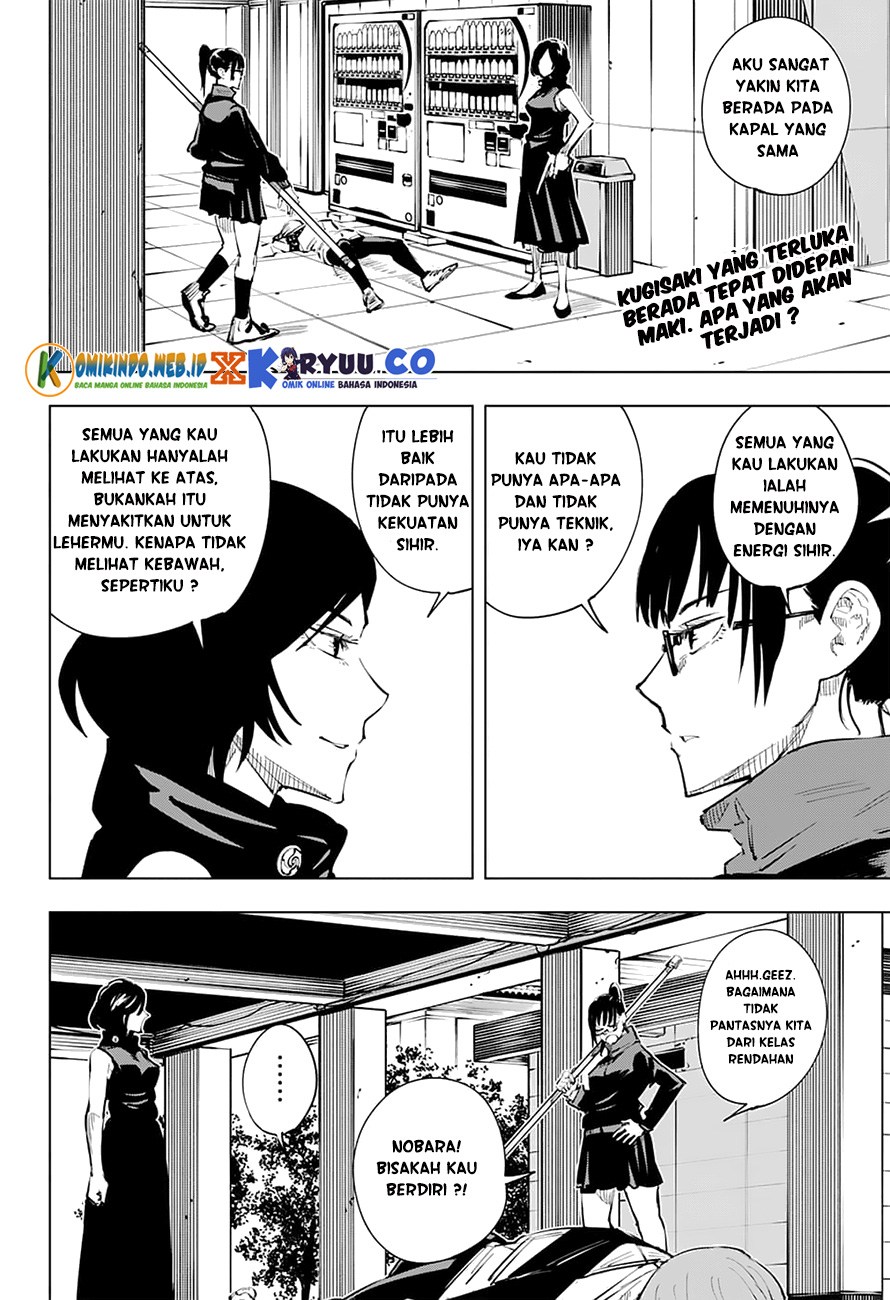 AKU SANGAT
YAKIN KITA
BERADA PADA
KAPAL YANG
SAMA
KUGISAKI YANG TERLUKA
BERADA TEPAT DIDEPAN
MAKI. APA YANG AKAN
TERJADI ?
KOMIKINDO.WEB.ID
BACA MANGA ONLINE BAHASA INDONESIA
X
KIRYUU..CO
OMIK ONLINE BAHASA INDONESIA
SEMUA YANG
KAU LAKUKAN
IALAH
MEMENUHINYA
DENGAN
ENERGI SIHIR.
KAU TIDAK
PUNYA APA-APA
DAN TIDAK
PUNYA TEKNIK,
IYA KAN ?
ITU LEBIH
BAIK
DARIPADA
TIDAK PUNYA
KEKUATAN
SIHIR.
SEMUA YANG KAU
LAKUKAN HANYALAH
MELIHAT KE ATAS,
BUKANKAH ITU
MENYAKITKAN UNTUK
LEHERMU. KENAPA TIDAK
MELIHAT KEBAWAH,
SEPERTIKU ?
AHHH.GEEZ.
BAGAIMANA
TIDAK
PANTASNYA KITA
DARI KELAS
RENDAHAN
NOBARA!
BISAKAH KAU
BERDIRI ?!
......